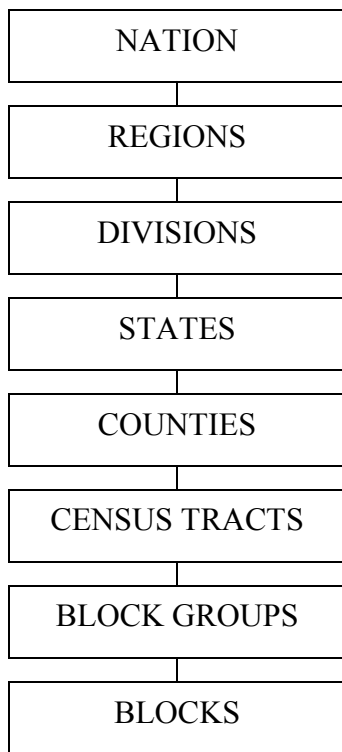 NATION
REGIONS
DIVISIONS
STATES
COUNTIES
CENSUS TRACTS
BLOCK GROUPS
BLOCKS